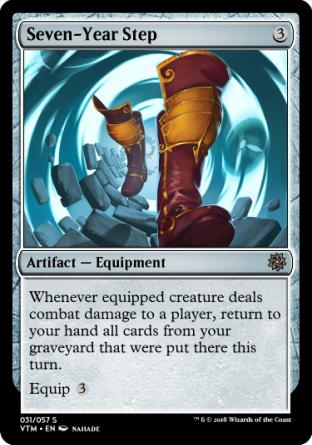 Seven-Year Step 3
Artifact — Equipment
Whenever equipped creature deals
combat damage to a player, return to
your hand all cards from your
graveyard that were put there this
turn.
Equip 3
031/057 S
VTM • EN NAHADE
™ & © 2018 Wizards of the Coast